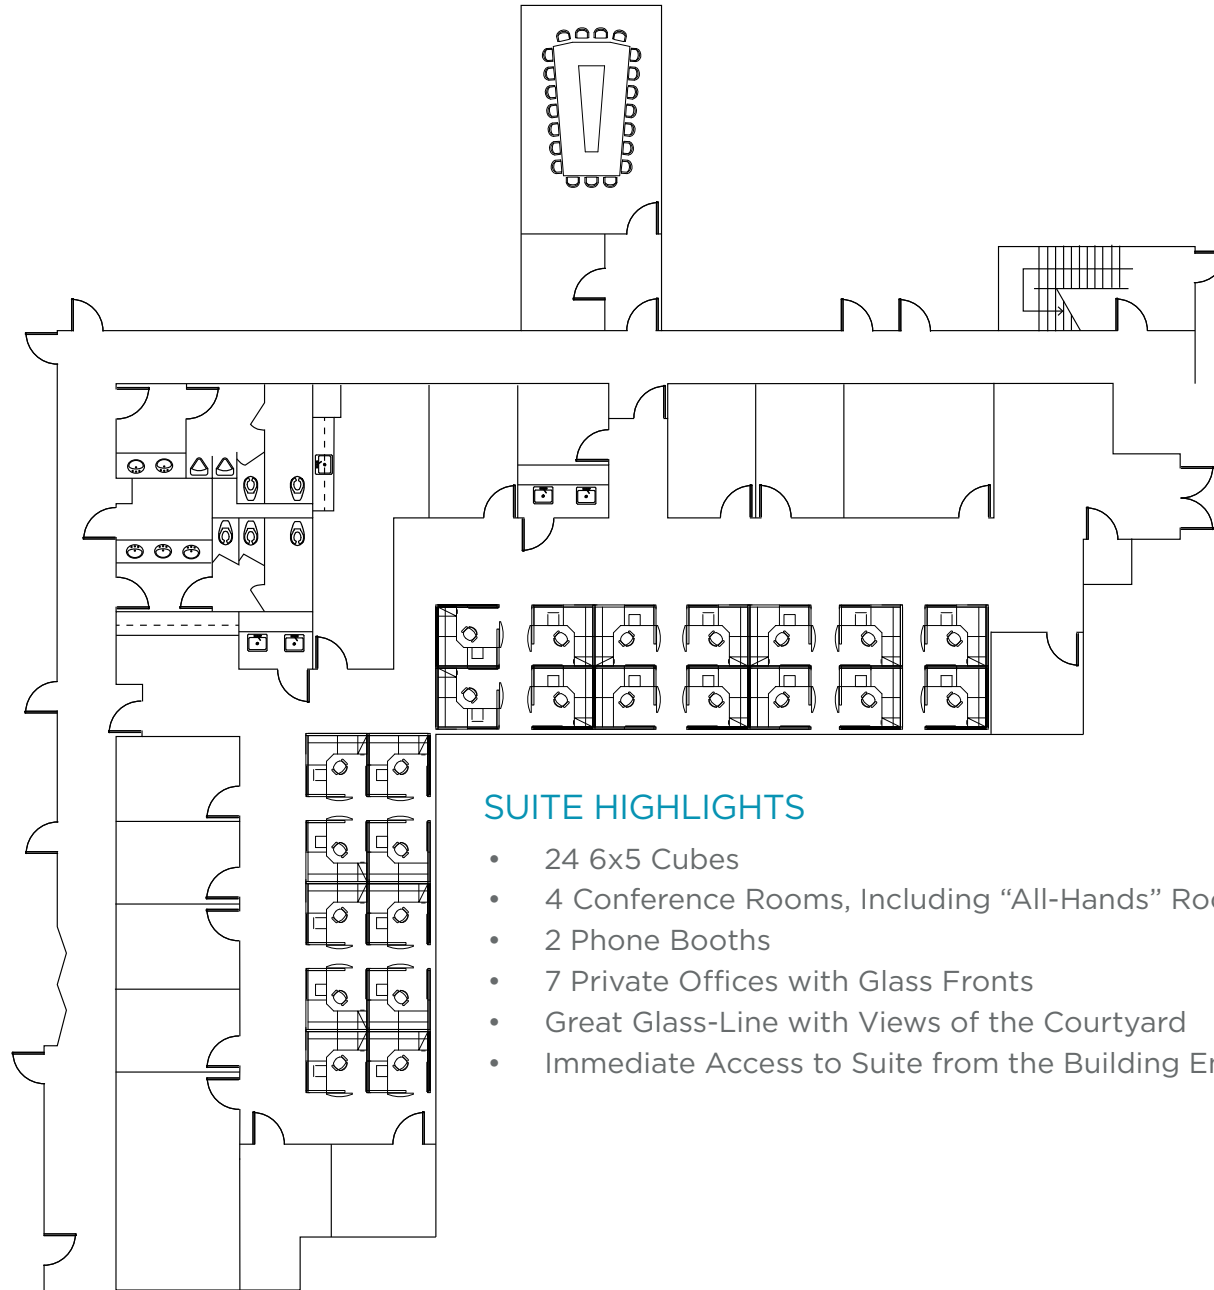 SUITE HIGHLIGHTS
• 24 6x5 Cubes
• 4 Conference Rooms, Including “All-Hands”
• 2 Phone Booths
• 7 Private Offices with Glass Fronts
• Great Glass-Line with Views of the Courtyard
• Immediate Access to Suite from the Building